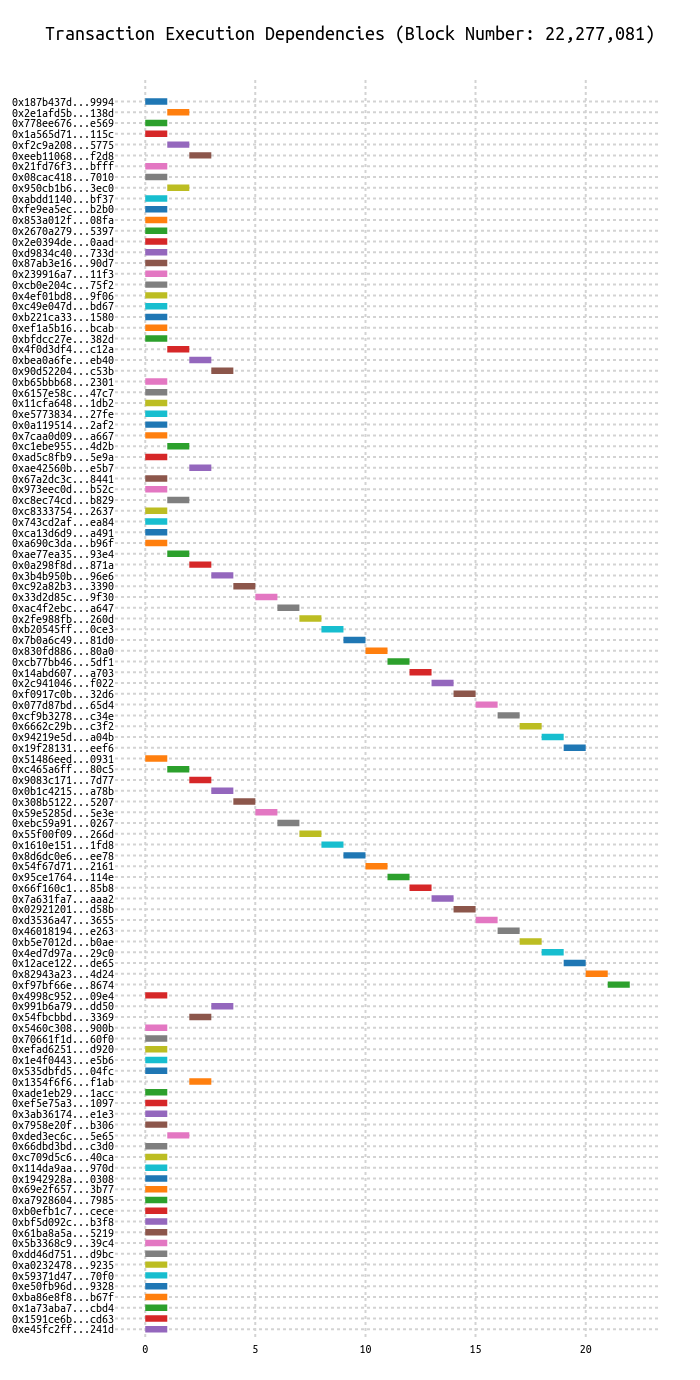 Transaction Execution Dependencies (Block Number: 22,277,081)
0x187b437d...9994
0x2e1afd5b...138d
0x778ee676...e569
0x1a565d71...115c
0xf2c9a208...5775
0xeeb11068...f2d8
0x21fd76f3...bfff
0x08cac418...7010
0x950cb1b6...3ec0
0xabdd1140...bf37
0xfe9ea5ec...b2b0
0x853a012f...08fa
0x2670a279...5397
0x2e0394de...0aad
0xd9834c40...733d
0x87ab3e16...90d7
0x239916a7...11f3
0xcb0e204c...75f2
0x4ef01bd8...9f06
0xc49e047d...bd67
0xb221ca33...1580
0xef1a5b16...bcab
0xbfdcc27e...382d
0x4f0d3df4...c12a
0xbea0a6fe...eb40
0x90d52204...c53b
0xb65bbb68...2301
0x6157e58c...47c7
0x11cfa648...1db2
0xe5773834...27fe
0x0a119514...2af2
0x7caa0d09...a667
0xc1ebe955...4d2b
0xad5c8fb9...5e9a
0xae42560b...e5b7
0x67a2dc3c...8441
0x973eec0d...b52c
0xc8ec74cd...b829
0xc8333754...2637
0x743cd2af...ea84
0xca13d6d9...a491
0xa690c3da...b96f
0xae77ea35...93e4
0x0a298f8d...871a
0x3b4b950b...96e6
0xc92a82b3...3390
0x33d2d85c...9f30
0xac4f2ebc...a647
0x2fe988fb...260d
0xb20545ff...0ce3
0x7b0a6c49...81d0
0x830fd886...80a0
0xcb77bb46...5df1
0x14abd607...a703
0x2c941046...f022
0xf0917c0b...32d6
0x077d87bd...65d4
0xcf9b3278...c34e
0x6662c29b...c3f2
0x94219e5d...a04b
0x19f28131...eef6
0x51486eed...0931
0xc465a6ff...80c5
0x9083c171...7d77
0x0b1c4215...a78b
0x308b5122...5207
0x59e5285d...5e3e
0xebc59a91...0267
0x55f00f09...266d
0x1610e151...1fd8
0x8d6dc0e6...ee78
0x54f67d71...2161
0x95ce1764...114e
0x66f160c1...85b8
0x7a631fa7...aaa2
0x02921201...d58b
0xd3536a47...3655
0x46018194...e263
0xb5e7012d...b0ae
0x4ed7d97a...29c0
0x12ace122...de65
0x82943a23...4d24
0xf97bf66e...8674
0x4998c952...09e4
0x991b6a79...dd50
0x54fbcbbd...3369
0x5460c308...900b
0x70661f1d...60f0
0xefad6251...d920
0x1e4f0443...e5b6
0x535dbfd5...04fc
0x1354f6f6...f1ab
0xade1eb29...1acc
0xef5e75a3...1097
0x3ab36174...e1e3
0x7958e20f...b306
0xded3ec6c...5e65
0x66dbd3bd...c3d0
0xc709d5c6...40ca
0x114da9aa...970d
0x1942928a...0308
0x69e2f657...3b77
0xa7928604...7985
0xb0efb1c7...cece
0xbf5d092c...b3f8
0x61ba8a5a...5219
0x5b3368c9...39c4
0xdd46d751...d9bc
0xa0232478...9235
0x59371d47...70f0
0xe50fb96d...9328
0xba86e8f8...b67f
0x1a73aba7...cbd4
0x1591ce6b...cd63
0xe45fc2ff...241d
0 5 10 15 20